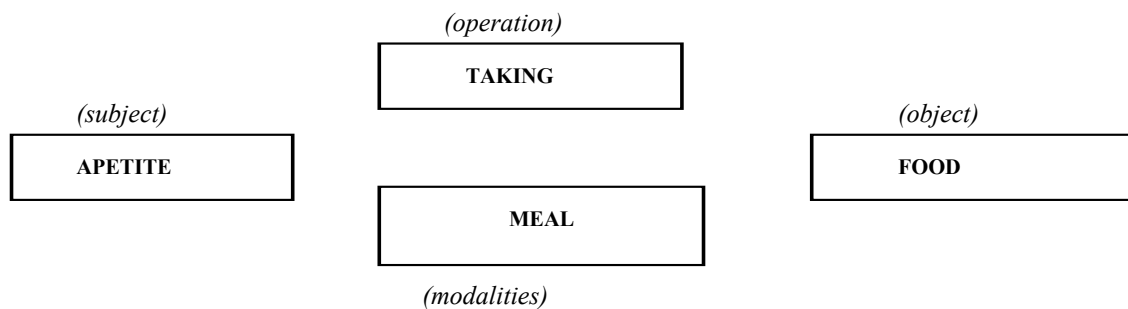 (operation)
TAKING
(subject)
(object)
APETITE
FOOD
MEAL
(modalities)